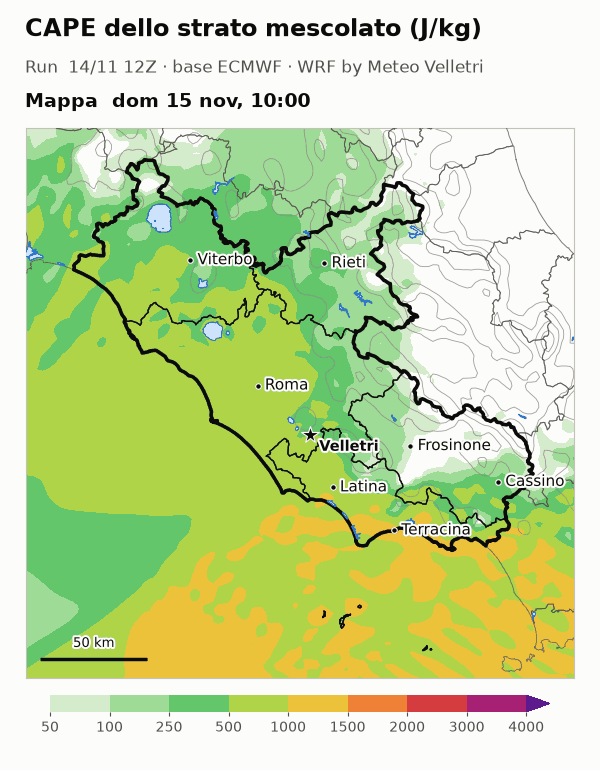 CAPE dello strato mescolato (J/kg)
Run  14/11 12Z · base ECMWF · WRF by Meteo Velletri
Mappa  dom 15 nov, 10:00
Viterbo
Rieti
Roma
Velletri
Frosinone
Latina
Cassino
Terracina
50 km
50 100 250 500 1000 1500 2000 3000 4000